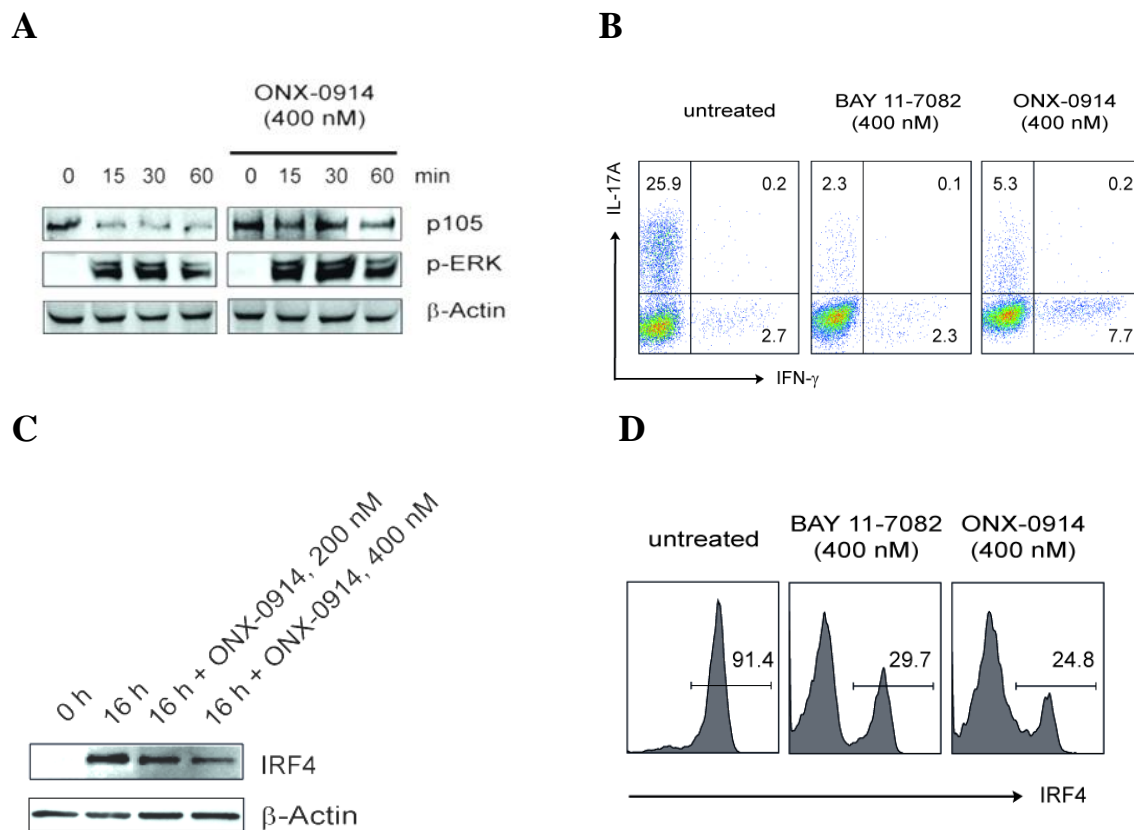 A
ONX-0914
(400 nM)
0 15 30 60 0 15 30 60 min
p105
p-ERK
β-Actin
B
untreated
BAY 11-7082
(400 nM)
ONX-0914
(400 nM)
IL-17A
25.9 0.2
2.7
2.3 0.1
2.3
5.3 0.2
7.7
IFN-γ
C
0 h
16 h
16 h + ONX-0914, 200 nM
16 h + ONX-0914, 400 nM
IRF4
β-Actin
D
untreated
BAY 11-7082
(400 nM)
ONX-0914
(400 nM)
91.4
29.7
24.8
IRF4